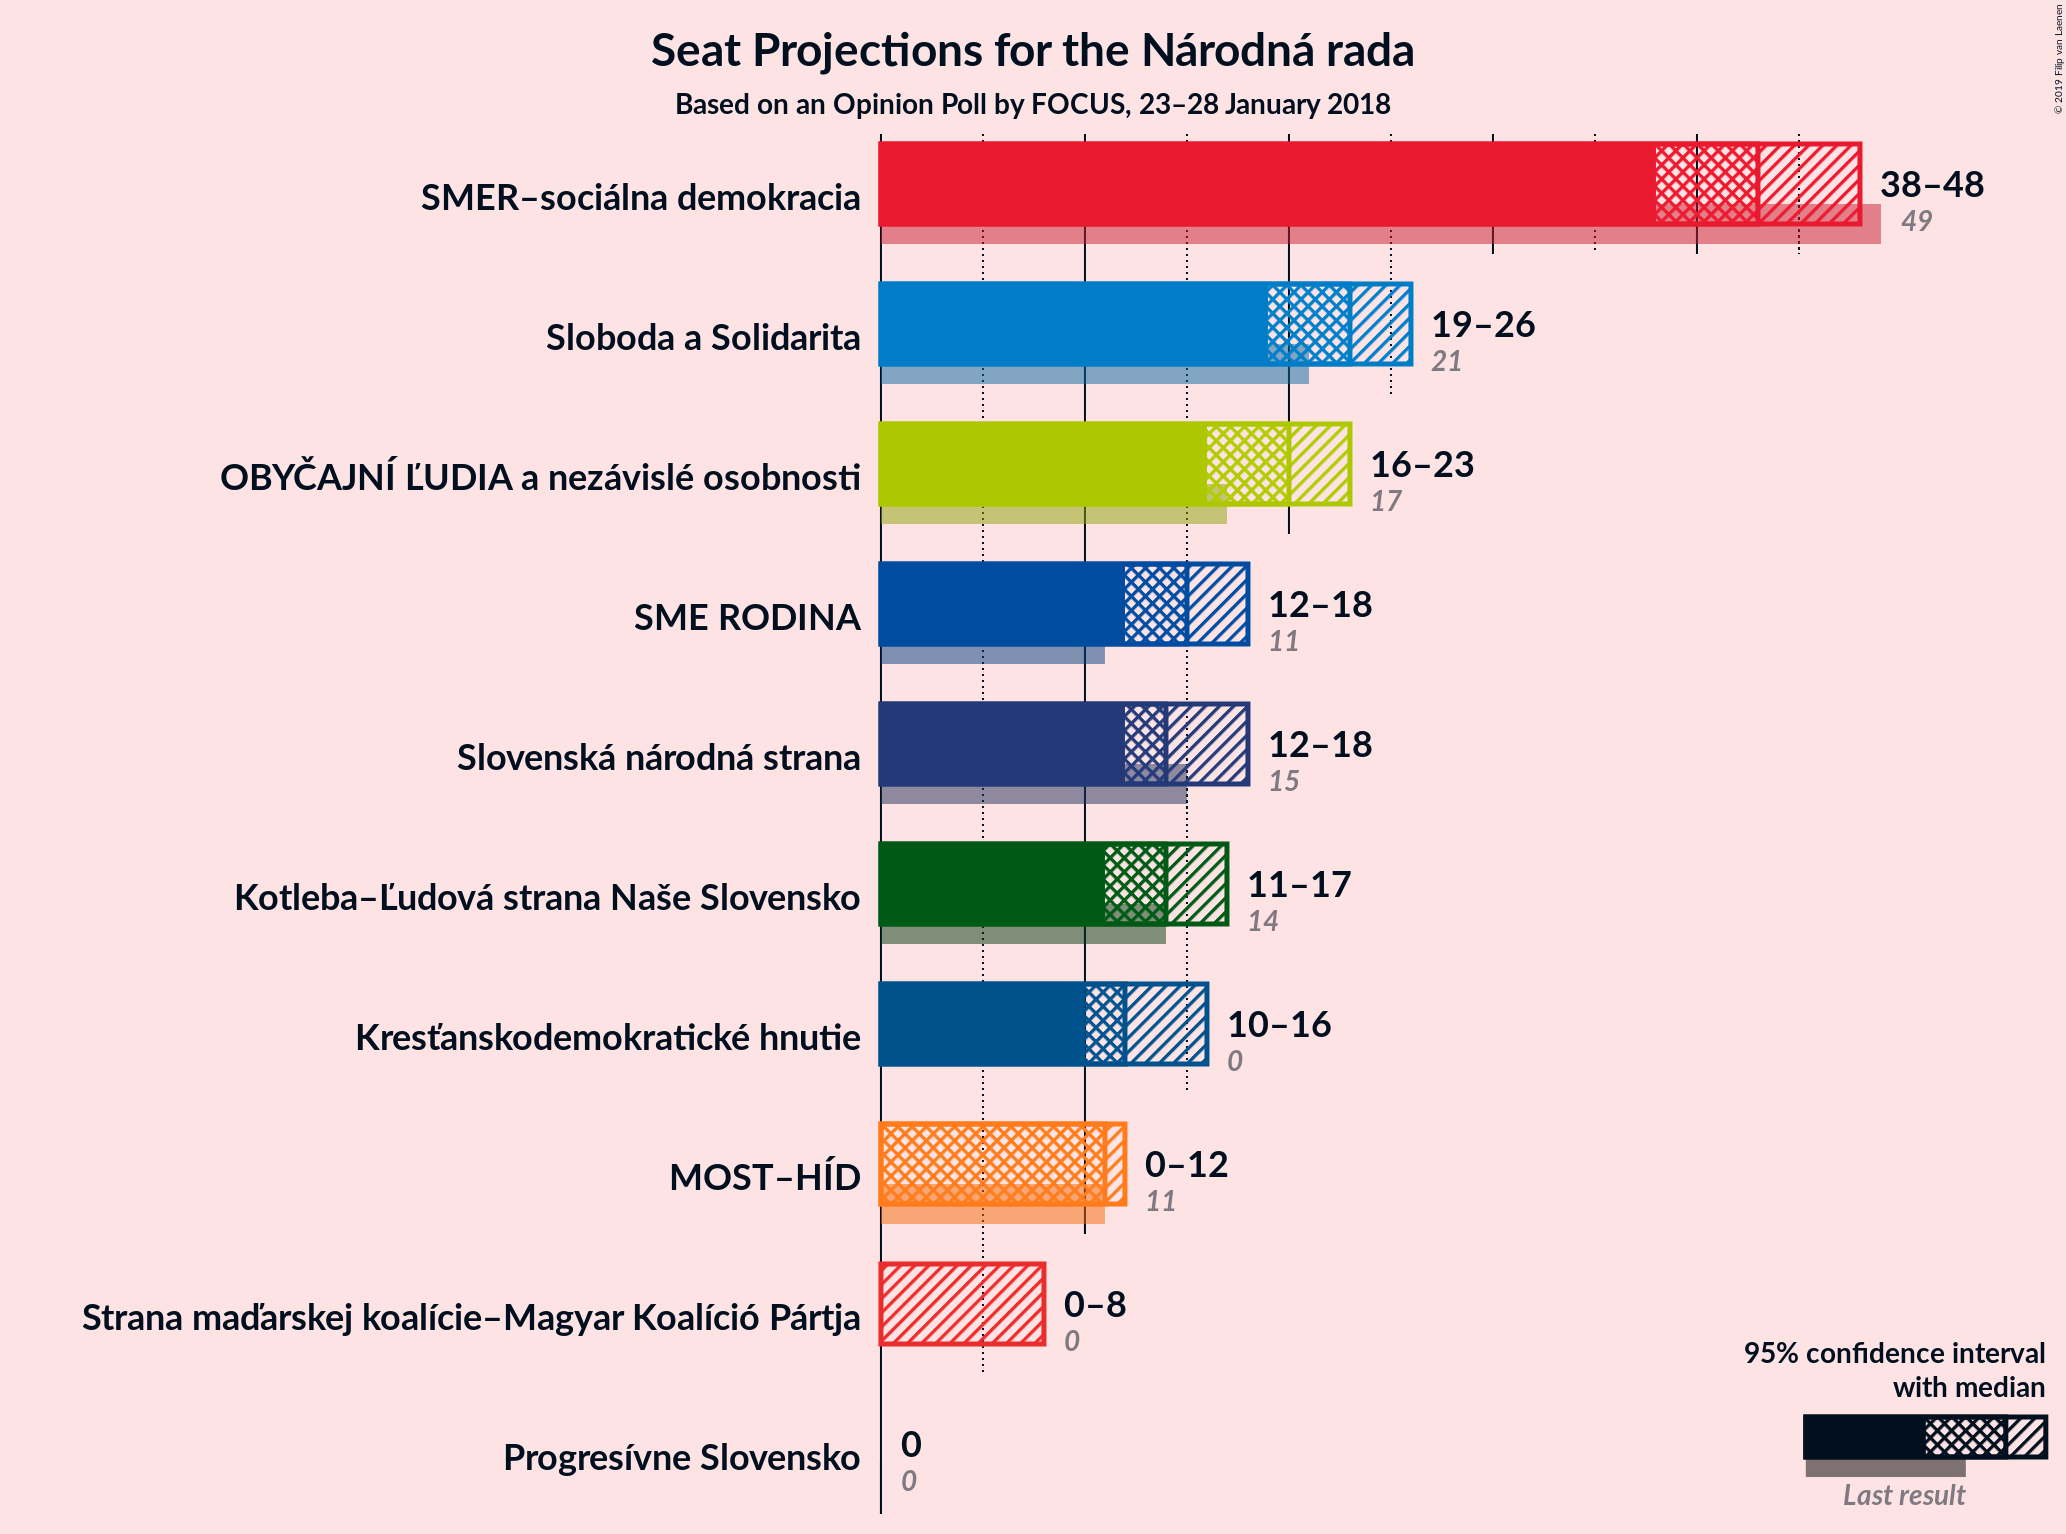 Seat Projections for the Národná rada
Based on an Opinion Poll by FOCUS, 23–28 January 2018
© 2019 Filip van Laenen
SMER–sociálna demokracia
38–48
49
Sloboda a Solidarita
19–26
21
OBYČAJNÍ ĽUDIA a nezávislé osobnosti
16–23
17
SME RODINA
12–18
11
Slovenská národná strana
12–18
15
Kotleba–Ľudová strana Naše Slovensko
11–17
14
Kresťanskodemokratické hnutie
10–16
0
MOST–HÍD
0–12
11
Strana maďarskej koalície–Magyar Koalíció Pártja
0–8
0
Progresívne Slovensko
0
0
95% confidence interval
with median
Last result